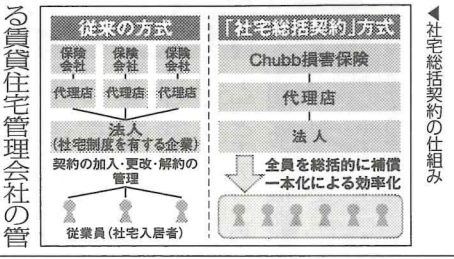 ◀社宅総括契約の仕組み
従来の方式
保険会社
保険会社
保険会社
代理店
代理店
代理店
法人
(社宅制度を有する企業)
契約の加入・更改・解約の
管理
従業員(社宅入居者)
「社宅総括契約」方式
Chubb損害保険
代理店
法人
全員を総括的に補償
一本化による効率化
る賃貸住宅管理会社の管